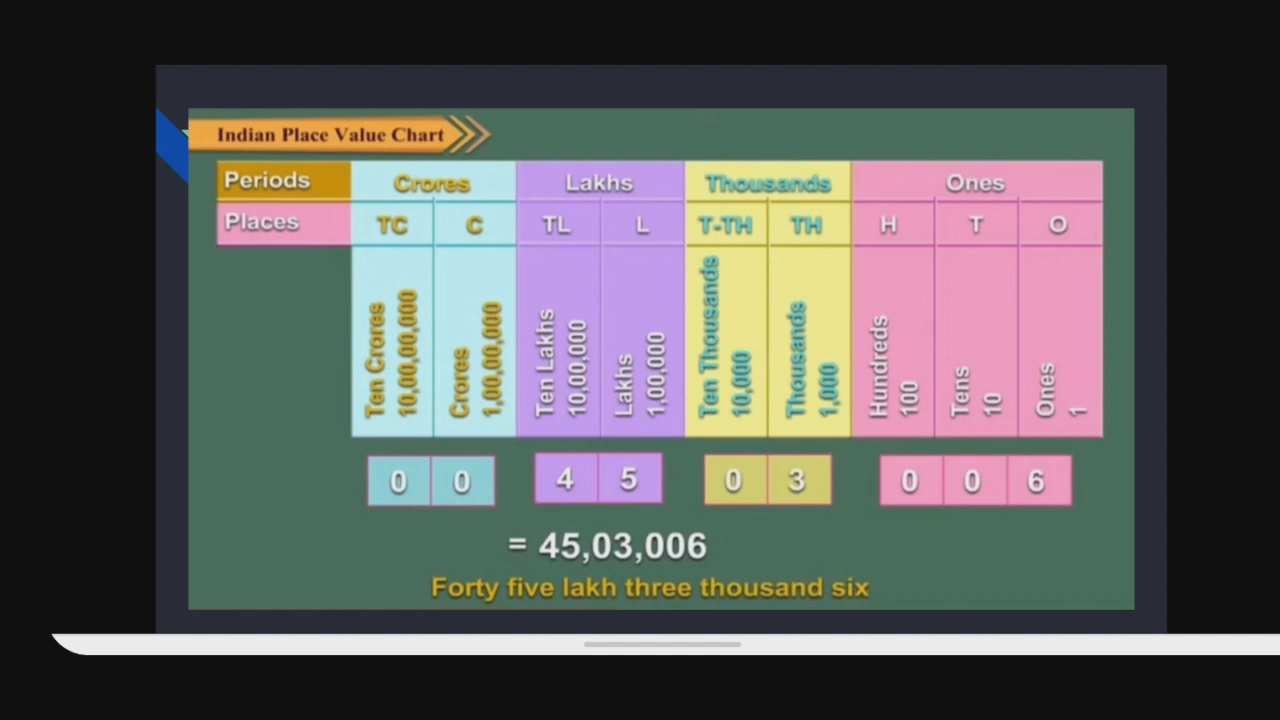 Indian Place Value Chart
Periods Crores Lakhs Thousands Ones
Places TC C TL L T-TH TH H T O
Ten Crores 10,00,00,000
Crores 1,00,00,000
Ten Lakhs 10,00,000
Lakhs 1,00,000
Ten Thousands 10,000
Thousands 1,000
Hundreds 100
Tens 10
Ones 1
0 0 4 5 0 3 0 0 6
= 45,03,006
Forty five lakh three thousand six